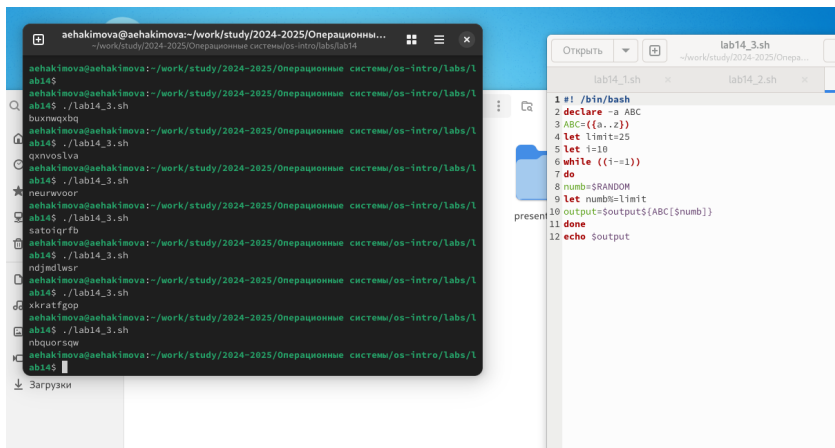 aehakimova@aehakimova:~/work/study/2024-2025/Операционны...
~/work/study/2024-2025/Операционные системы/os-intro/labs/lab14
aehakimova@aehakimova:~/work/study/2024-2025/Операционные системы/os-intro/labs/l
ab14$
aehakimova@aehakimova:~/work/study/2024-2025/Операционные системы/os-intro/labs/l
ab14$ ./lab14_3.sh
buxnwqxbq
aehakimova@aehakimova:~/work/study/2024-2025/Операционные системы/os-intro/labs/l
ab14$ ./lab14_3.sh
qxnvoslva
aehakimova@aehakimova:~/work/study/2024-2025/Операционные системы/os-intro/labs/l
ab14$ ./lab14_3.sh
neurwvoor
aehakimova@aehakimova:~/work/study/2024-2025/Операционные системы/os-intro/labs/l
ab14$ ./lab14_3.sh
satoiqrfb
aehakimova@aehakimova:~/work/study/2024-2025/Операционные системы/os-intro/labs/l
ab14$ ./lab14_3.sh
ndjmdlwsr
aehakimova@aehakimova:~/work/study/2024-2025/Операционные системы/os-intro/labs/l
ab14$ ./lab14_3.sh
xkratfgop
aehakimova@aehakimova:~/work/study/2024-2025/Операционные системы/os-intro/labs/l
ab14$ ./lab14_3.sh
nbquorsqw
aehakimova@aehakimova:~/work/study/2024-2025/Операционные системы/os-intro/labs/l
ab14$
Загрузки
present
Открыть
lab14_3.sh
~/work/study/2024-2025/Опера...
lab14_1.sh
lab14_2.sh
1 #! /bin/bash
2 declare -a ABC
3 ABC=({a..z})
4 let limit=25
5 let i=10
6 while ((i-=1))
7 do
8 numb=$RANDOM
9 let numb%=limit
10 output=$output${ABC[$numb]}
11 done
12 echo $output